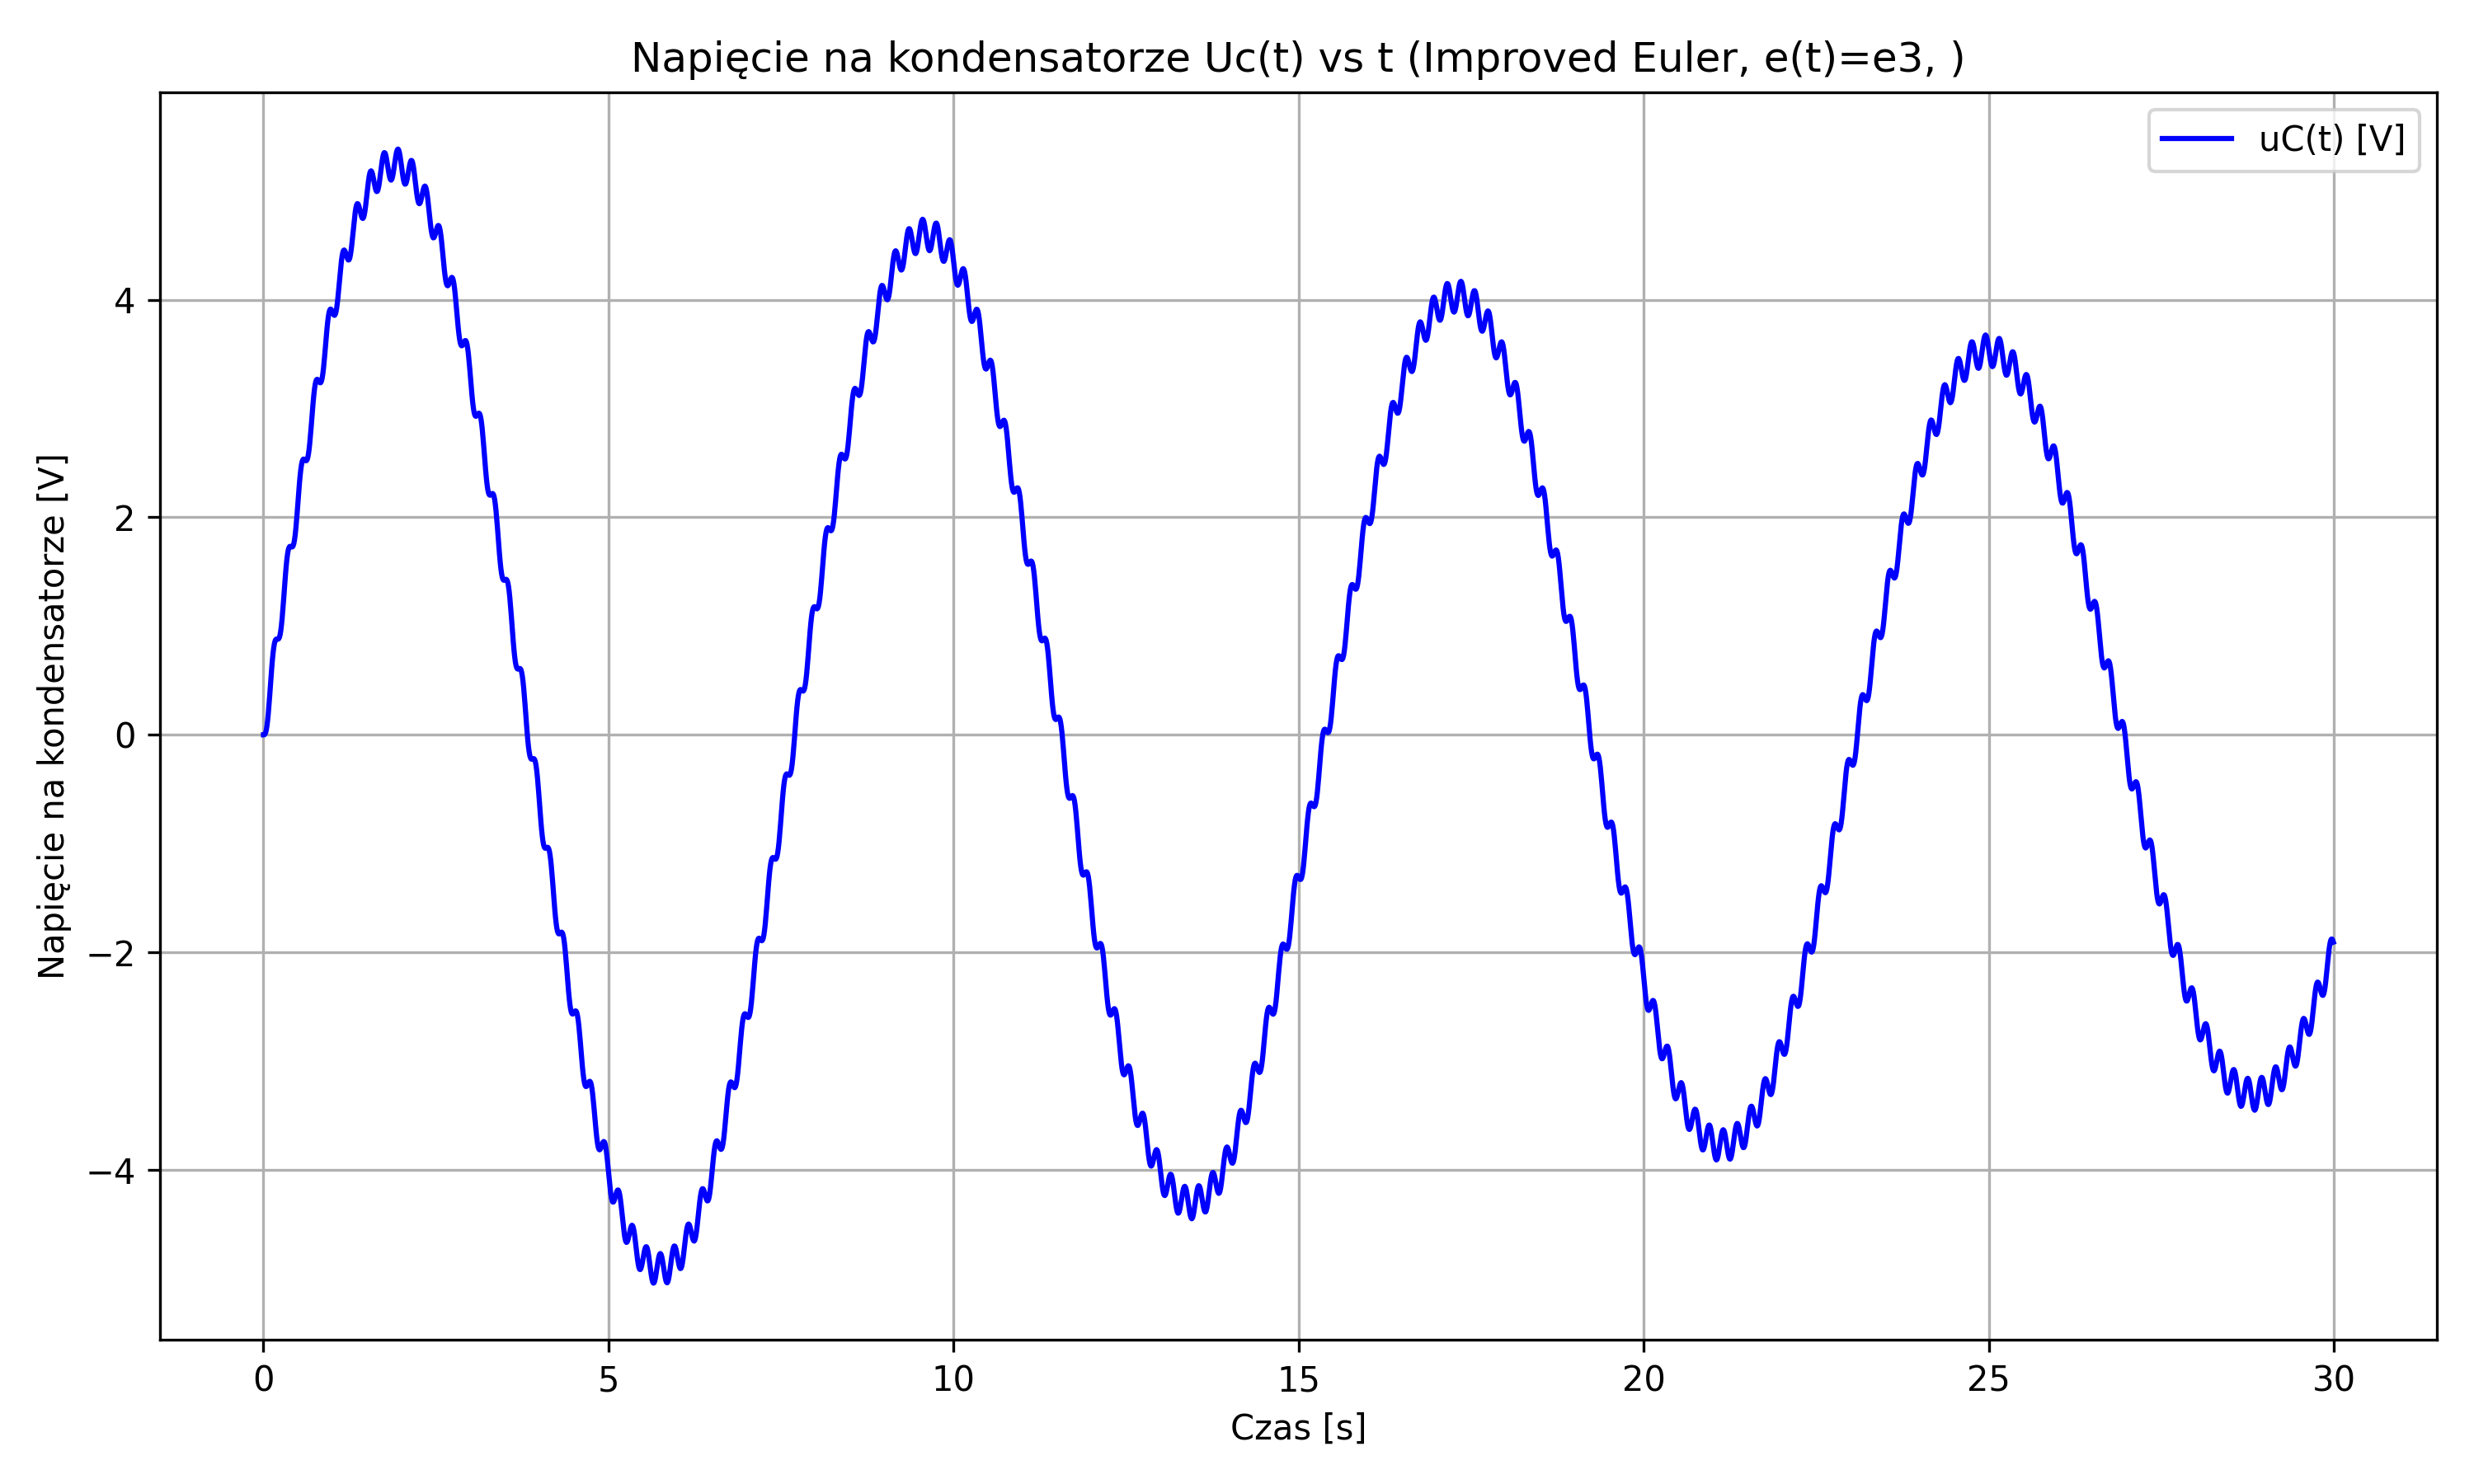 Napięcie na kondensatorze Uc(t) vs t (Improved Euler, e(t)=e3, )
uC(t) [V]
Napięcie na kondensatorze [V]
4
2
0
−2
−4
0 5 10 15 20 25 30
Czas [s]